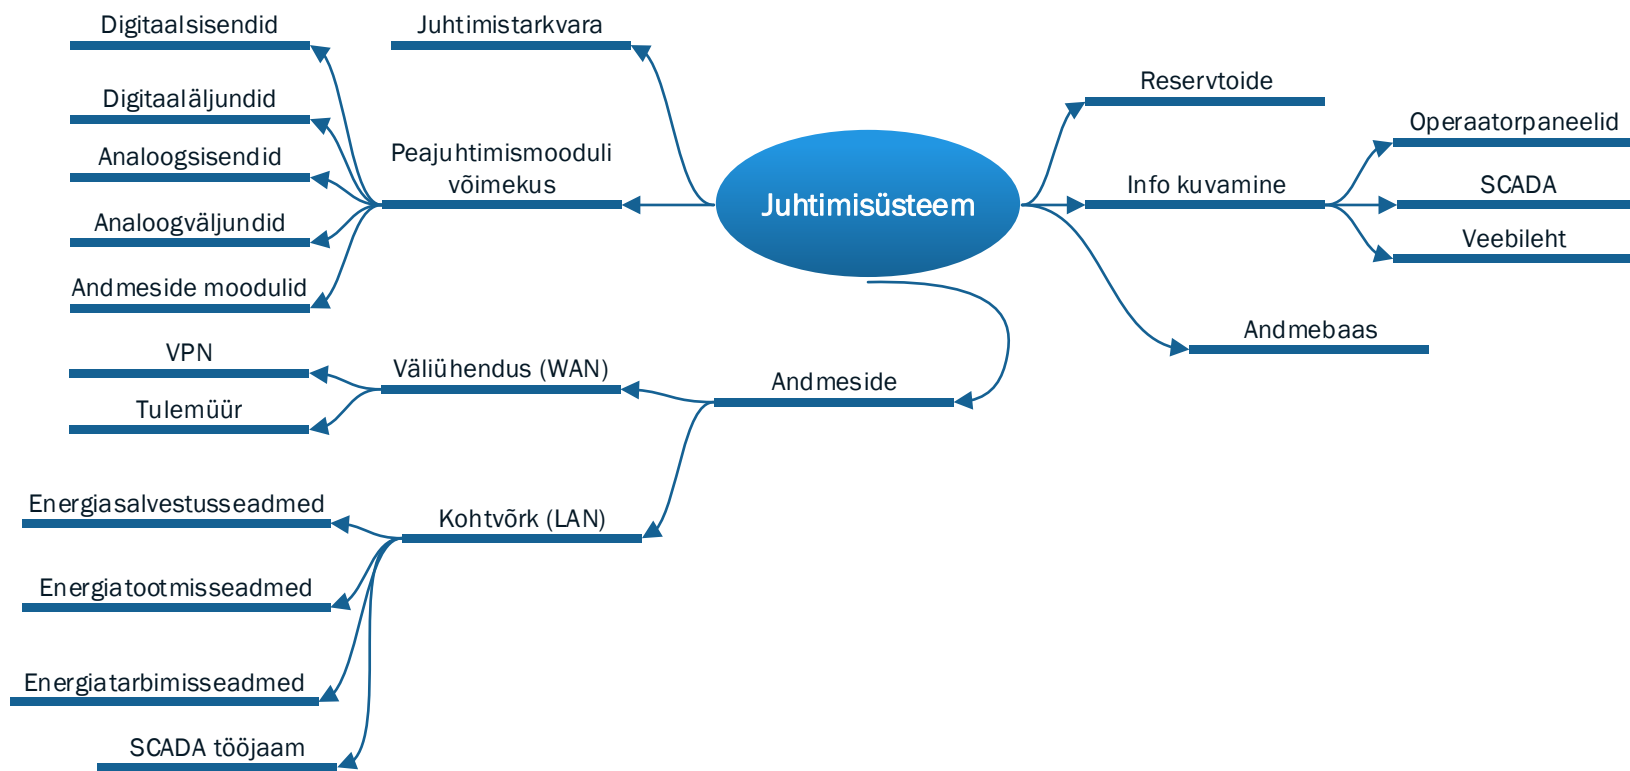 Digitaalsisendid
Juhtimistarkvara
Reservtoide
Digitaaläljundid
Operaatorpaneelid
Analoogsisendid
Peajuhtimismooduli
võimekus
Info kuvamine
SCADA
Juhtimisüsteem
Analoogväljundid
Veebileht
Andmeside moodulid
Andmebaas
VPN
Väliühendus (WAN)
Andmeside
Tulemüür
Energiasalvestusseadmed
Kohtvõrk (LAN)
Energiatootmisseadmed
Energiatarbimisseadmed
SCADA tööjaam